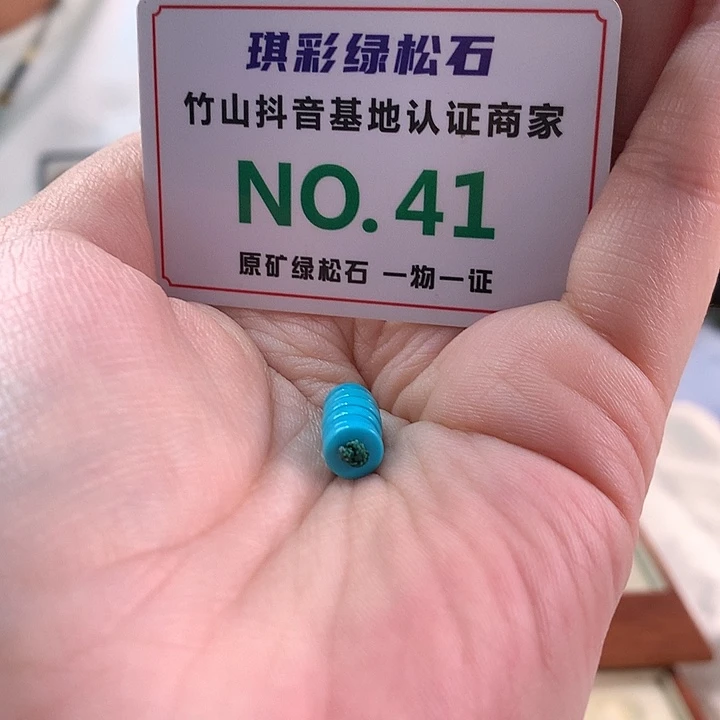 琪彩绿松石
竹山抖音基地认证商家
NO.41
原矿绿松石 一物一证